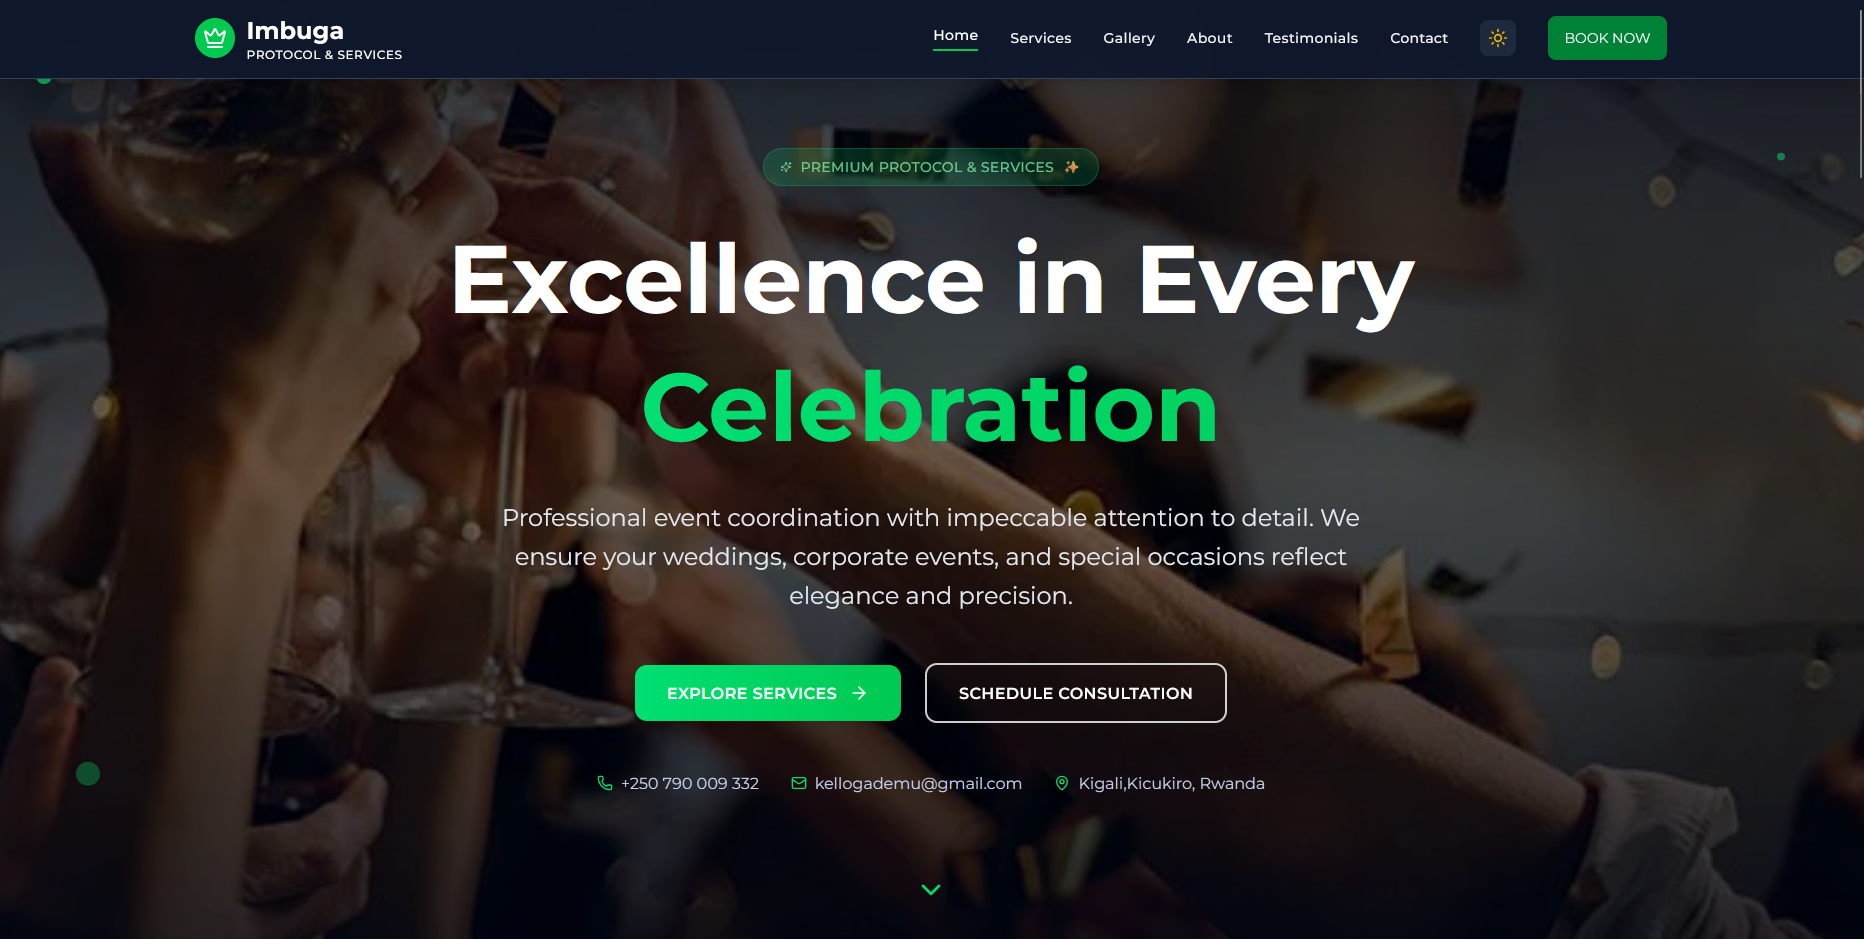 Imbuga
PROTOCOL & SERVICES
Home
Services
Gallery
About
Testimonials
Contact
BOOK NOW
PREMIUM PROTOCOL & SERVICES
Excellence in Every
Celebration
Professional event coordination with impeccable attention to detail. We
ensure your weddings, corporate events, and special occasions reflect
elegance and precision.
EXPLORE SERVICES
SCHEDULE CONSULTATION
+250 790 009 332
kellogademu@gmail.com
Kigali,Kicukiro, Rwanda